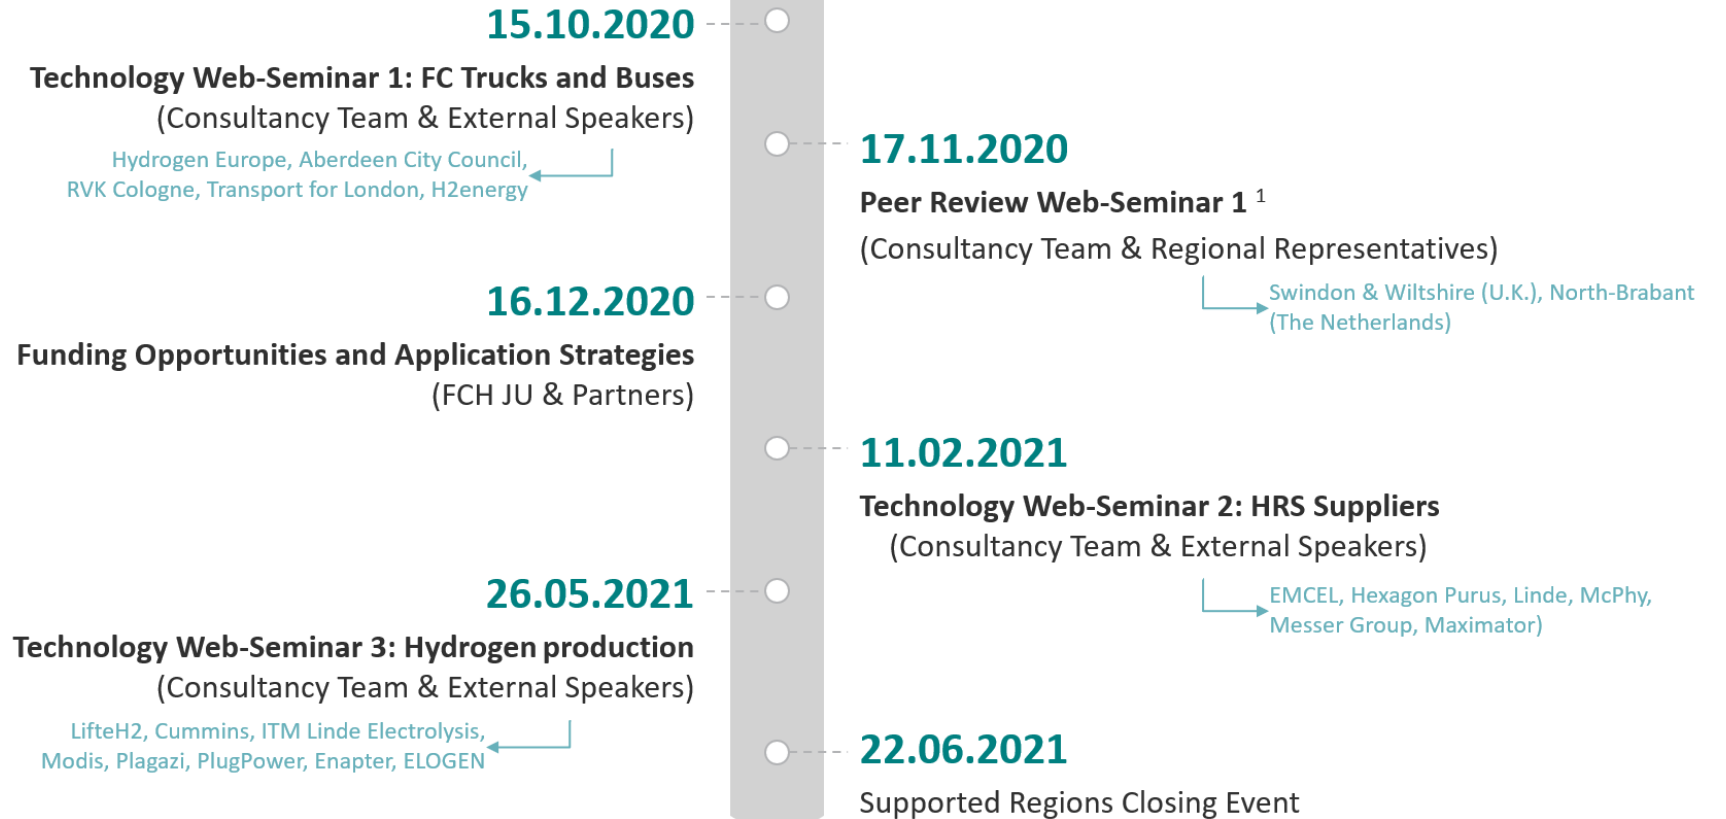 15.10.2020
Technology Web-Seminar 1: FC Trucks and Buses
(Consultancy Team & External Speakers)
Hydrogen Europe, Aberdeen City Council,
RVK Cologne, Transport for London, H2energy
17.11.2020
Peer Review Web-Seminar 1 1
(Consultancy Team & Regional Representatives)
Swindon & Wiltshire (U.K.), North-Brabant
(The Netherlands)
16.12.2020
Funding Opportunities and Application Strategies
(FCH JU & Partners)
11.02.2021
Technology Web-Seminar 2: HRS Suppliers
(Consultancy Team & External Speakers)
EMCEL, Hexagon Purus, Linde, McPhy,
Messer Group, Maximator)
26.05.2021
Technology Web-Seminar 3: Hydrogen production
(Consultancy Team & External Speakers)
LifteH2, Cummins, ITM Linde Electrolysis,
Modis, Plagazi, PlugPower, Enapter, ELOGEN
22.06.2021
Supported Regions Closing Event